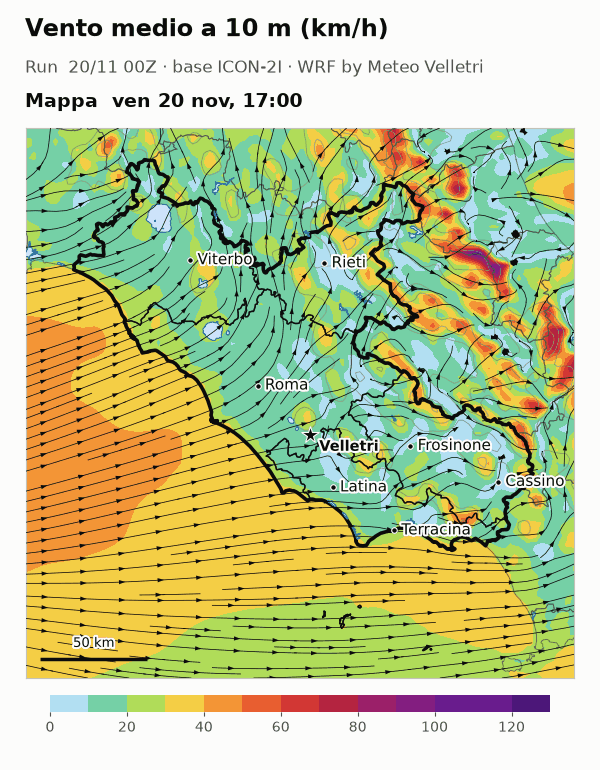 Vento medio a 10 m (km/h)
Run  20/11 00Z · base ICON-2I · WRF by Meteo Velletri
Mappa  ven 20 nov, 17:00
Viterbo
Rieti
Roma
Velletri
Frosinone
Latina
Cassino
Terracina
50 km
0 20 40 60 80 100 120